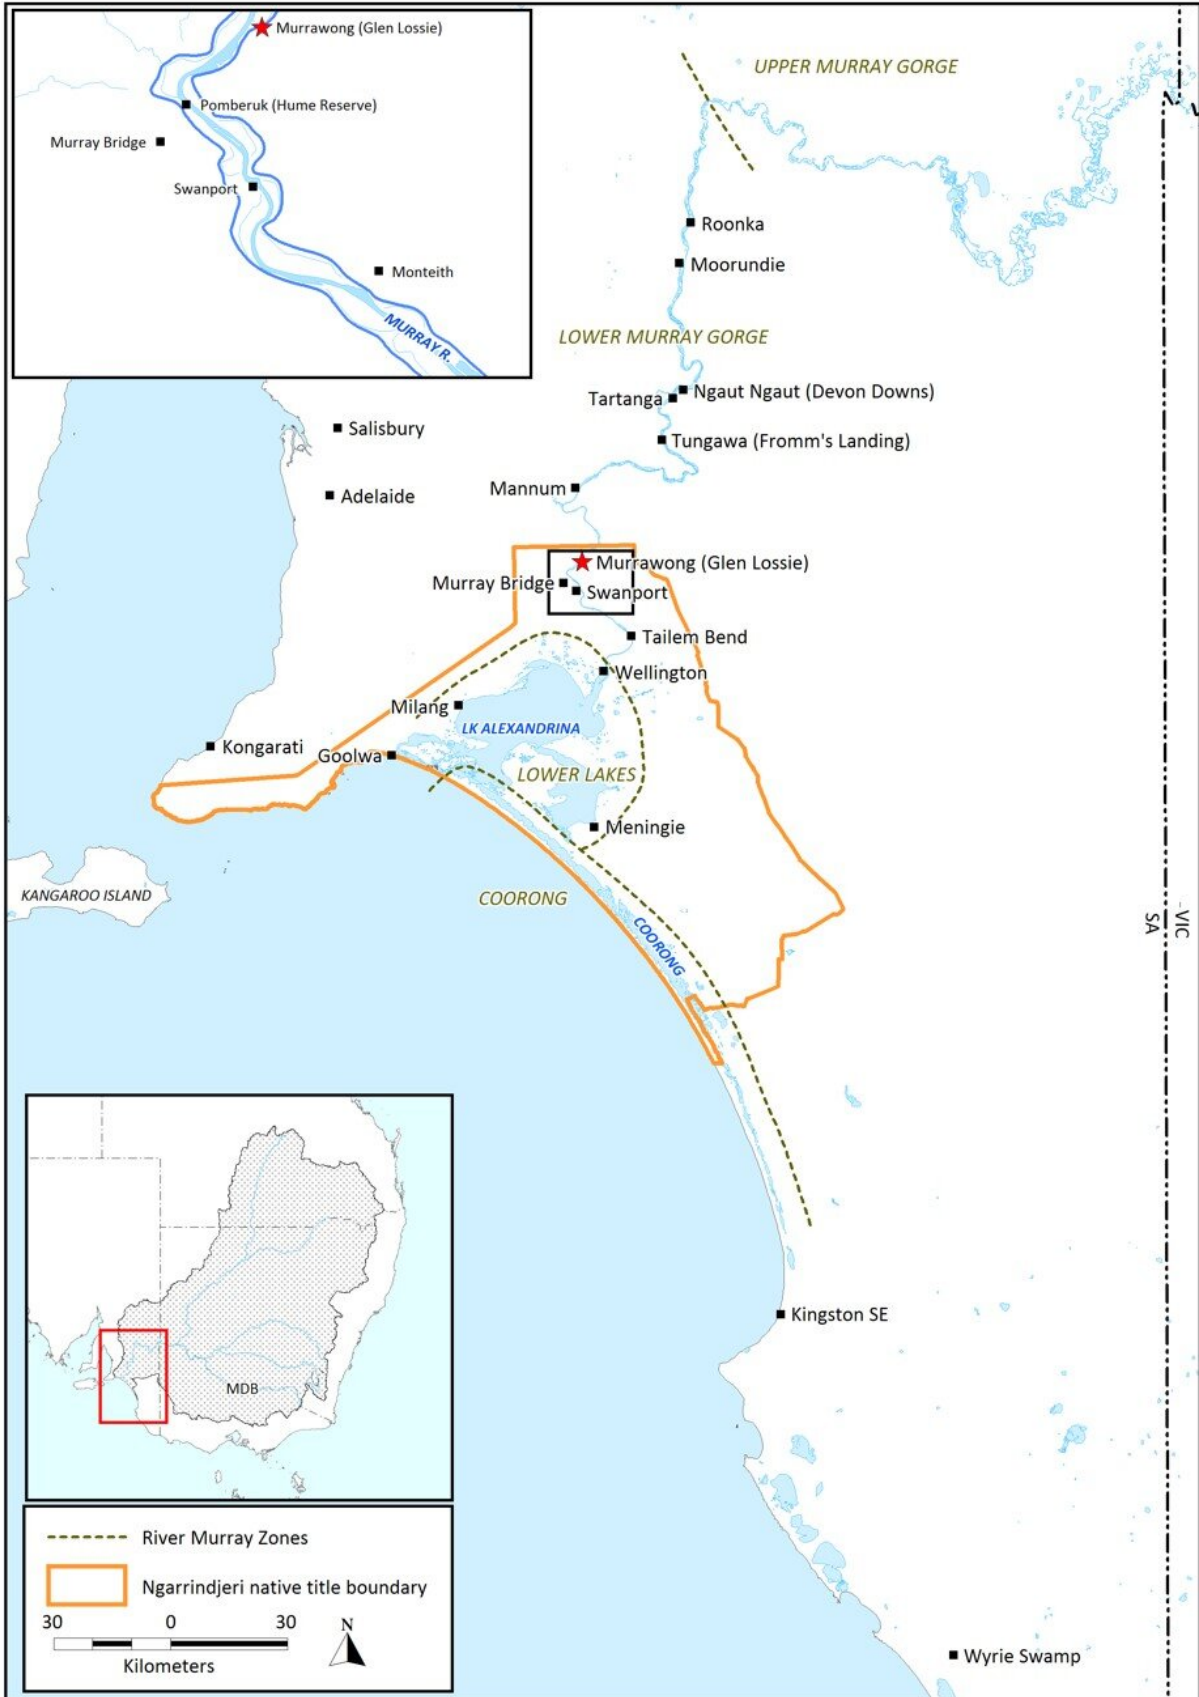 Murrawong (Glen Lossie)
Pomberuk (Hume Reserve)
Murray Bridge
Swanport
Monteith
MURRAY R.
UPPER MURRAY GORGE
Roonka
Moorundie
LOWER MURRAY GORGE
Ngaut Ngaut (Devon Downs)
Tartanga
Salisbury
Tungawa (Fromm's Landing)
Mannum
Adelaide
Murrawong (Glen Lossie)
Murray Bridge
Swanport
Tailem Bend
Wellington
Milang
LK ALEXANDRINA
Kongarati
Goolwa
LOWER LAKES
Meningie
KANGAROO ISLAND
COORONG
COORONG
SA
VIC
MDB
Kingston SE
Wyrie Swamp
River Murray Zones
Ngarrindjeri native title boundary
30 0 30
Kilometers
N